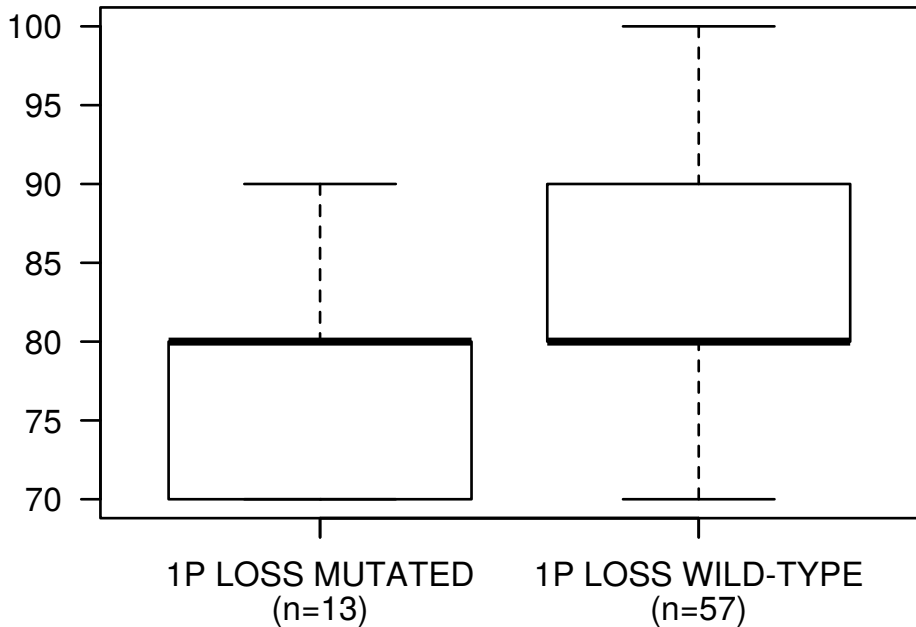 100
95
90
85
80
75
70
1P LOSS MUTATED
(n=13)
1P LOSS WILD-TYPE
(n=57)